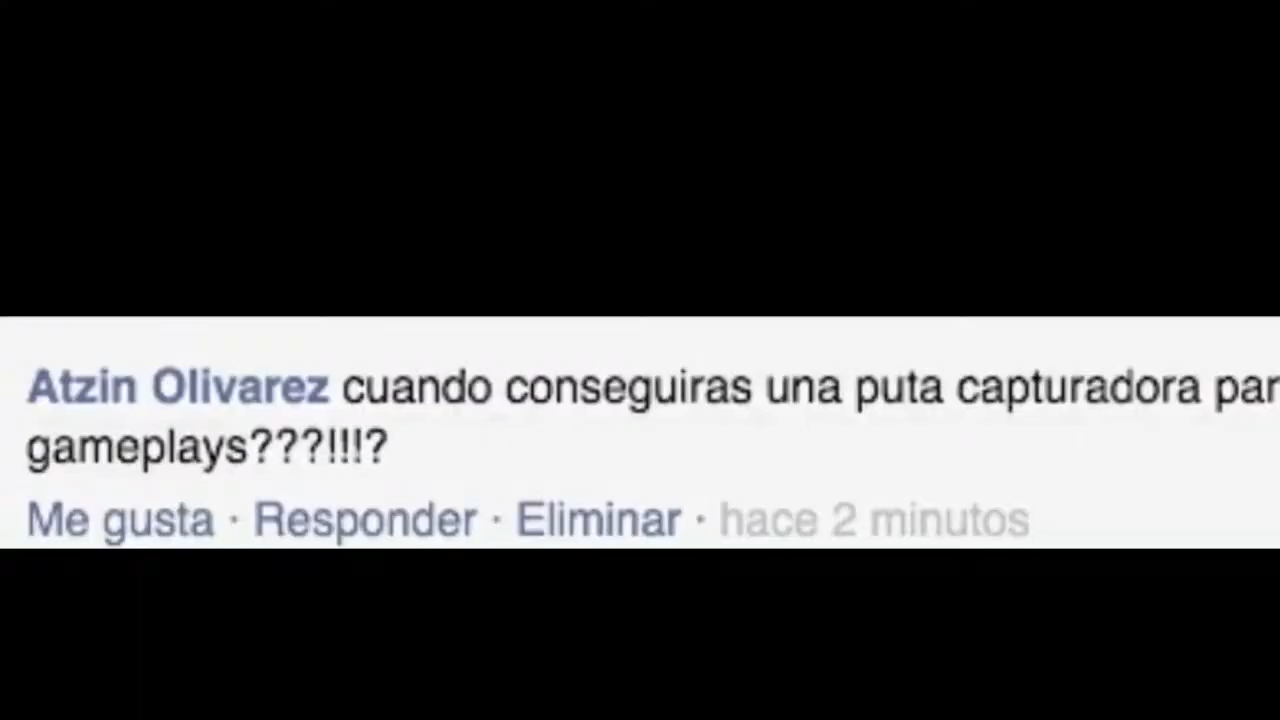 Atzin Olivarez cuando conseguiras una puta capturadora par
gameplays???!!!?
Me gusta · Responder · Eliminar · hace 2 minutos